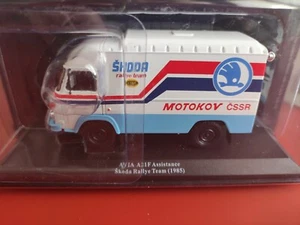 ŠKODA
rallye team
MOTOKOV ČSSR
AVIA A21F Assistance
Škoda Rallye Team (1985)